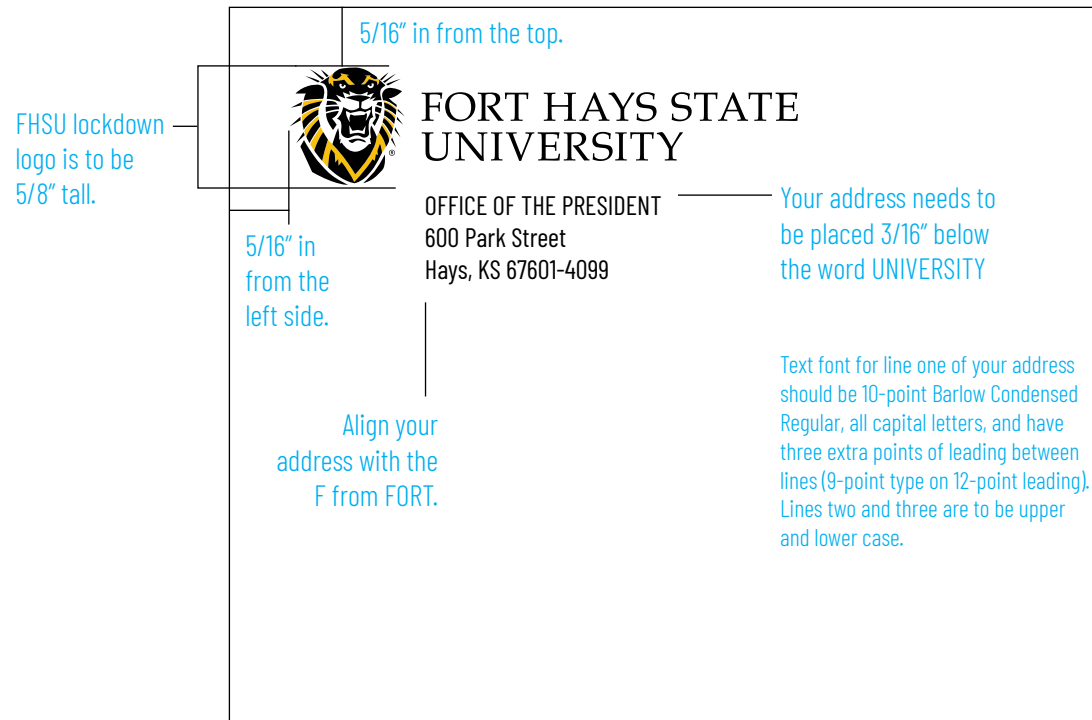 5/16” in from the top.
FHSU lockdown
logo is to be
5/8” tall.
FORT HAYS STATE
UNIVERSITY
®
OFFICE OF THE PRESIDENT
600 Park Street
Hays, KS 67601-4099
Your address needs to
be placed 3/16” below
the word UNIVERSITY
5/16” in
from the
left side.
Align your
address with the
F from FORT.
Text font for line one of your address
should be 10-point Barlow Condensed
Regular, all capital letters, and have
three extra points of leading between
lines (9-point type on 12-point leading).
Lines two and three are to be upper
and lower case.